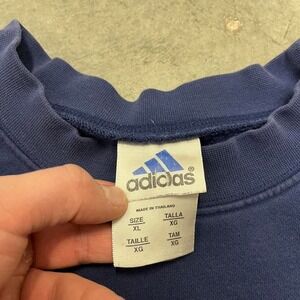 adidas
MADE IN THAILAND
SIZE TALLA
XL XG
TAILLE TAM
XG XG